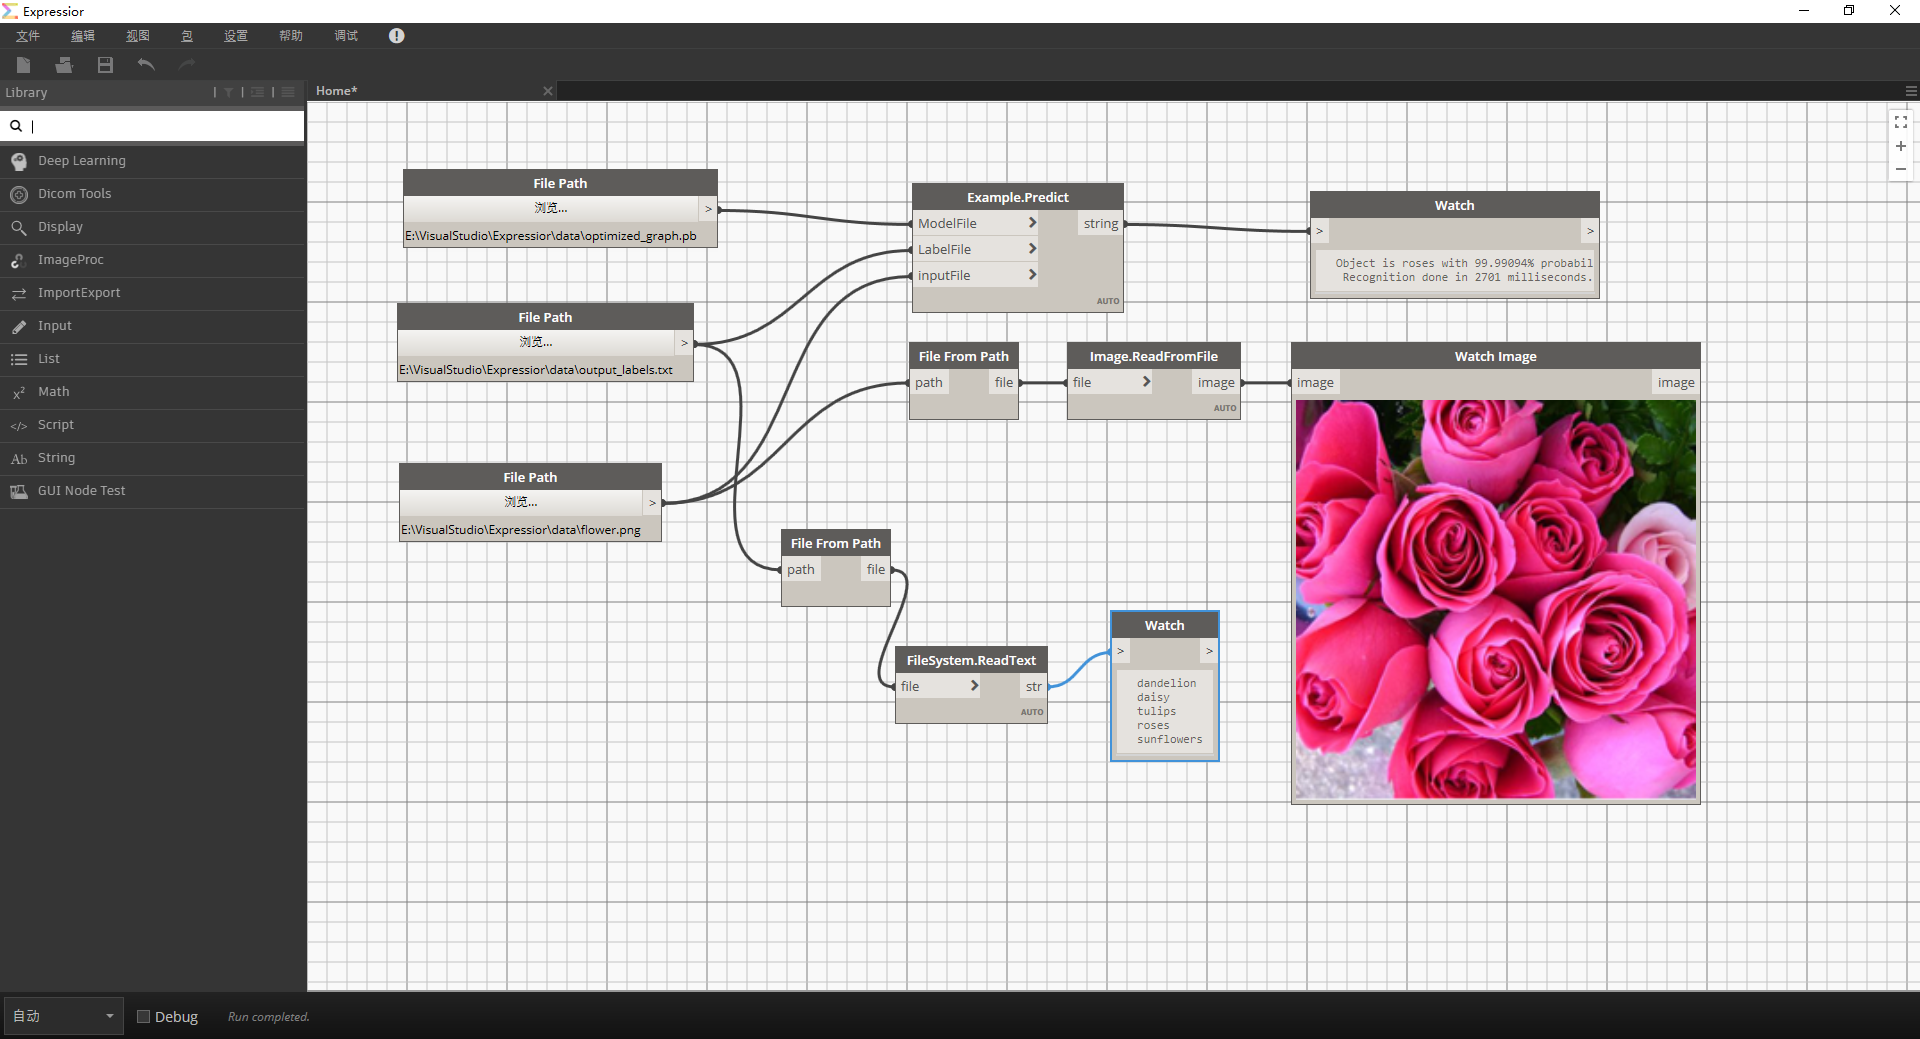 Expressior
文件 编辑 视图 包 设置 帮助 调试
Library
Home*
Deep Learning
Dicom Tools
Display
ImageProc
ImportExport
Input
List
Math
Script
String
GUI Node Test
File Path
浏览...
>
E:\VisualStudio\Expressior\data\optimized_graph.pb
File Path
浏览...
>
E:\VisualStudio\Expressior\data\output_labels.txt
File Path
浏览...
>
E:\VisualStudio\Expressior\data\flower.png
Example.Predict
ModelFile string
LabelFile
inputFile
AUTO
Watch
> >
Object is roses with 99.99094% probabil
Recognition done in 2701 milliseconds.
File From Path
path file
Image.ReadFromFile
file image
AUTO
Watch Image
image image
File From Path
path file
FileSystem.ReadText
file str
AUTO
Watch
> >
dandelion
daisy
tulips
roses
sunflowers
自动 Debug Run completed.